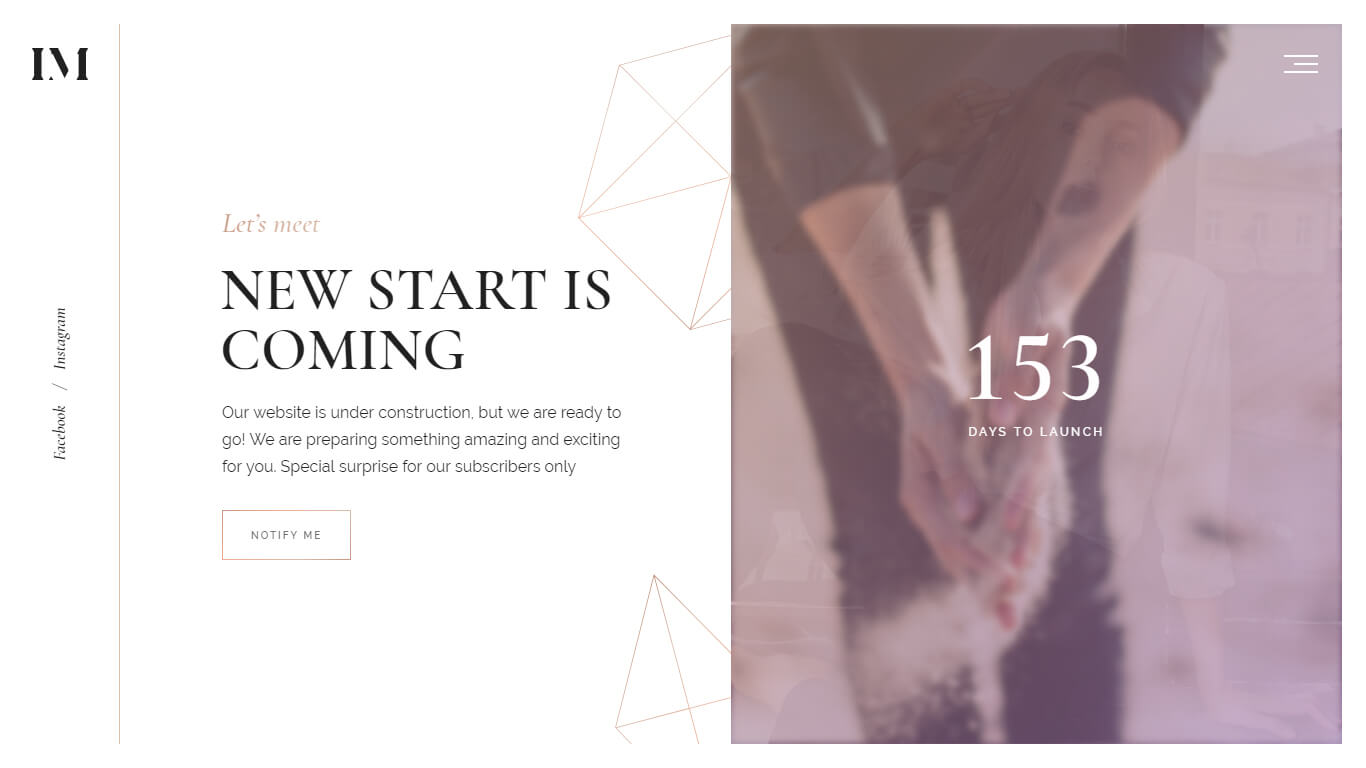 IM
Facebook / Instagram
Let's meet
NEW START IS
COMING
Our website is under construction, but we are ready to
go! We are preparing something amazing and exciting
for you. Special surprise for our subscribers only
NOTIFY ME
153
DAYS TO LAUNCH